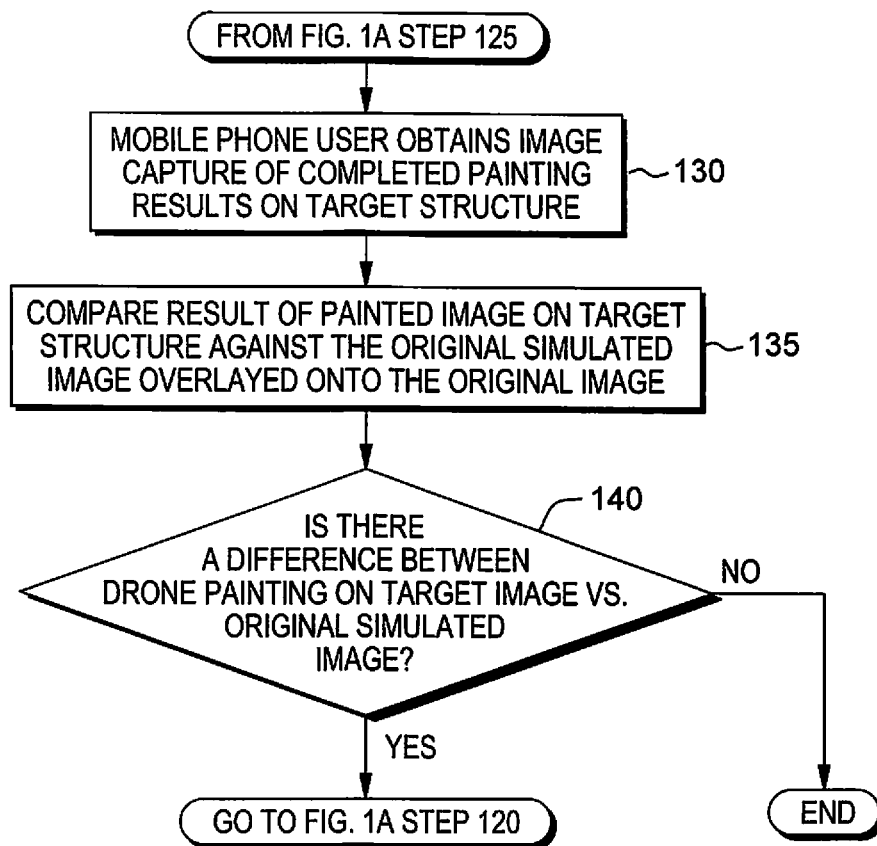 FROM FIG. 1A STEP 125
MOBILE PHONE USER OBTAINS IMAGE
CAPTURE OF COMPLETED PAINTING
RESULTS ON TARGET STRUCTURE
130
COMPARE RESULT OF PAINTED IMAGE ON TARGET
STRUCTURE AGAINST THE ORIGINAL SIMULATED
IMAGE OVERLAYED ONTO THE ORIGINAL IMAGE
135
140
IS THERE
A DIFFERENCE BETWEEN
DRONE PAINTING ON TARGET IMAGE VS.
ORIGINAL SIMULATED
IMAGE?
NO
YES
GO TO FIG. 1A STEP 120
END